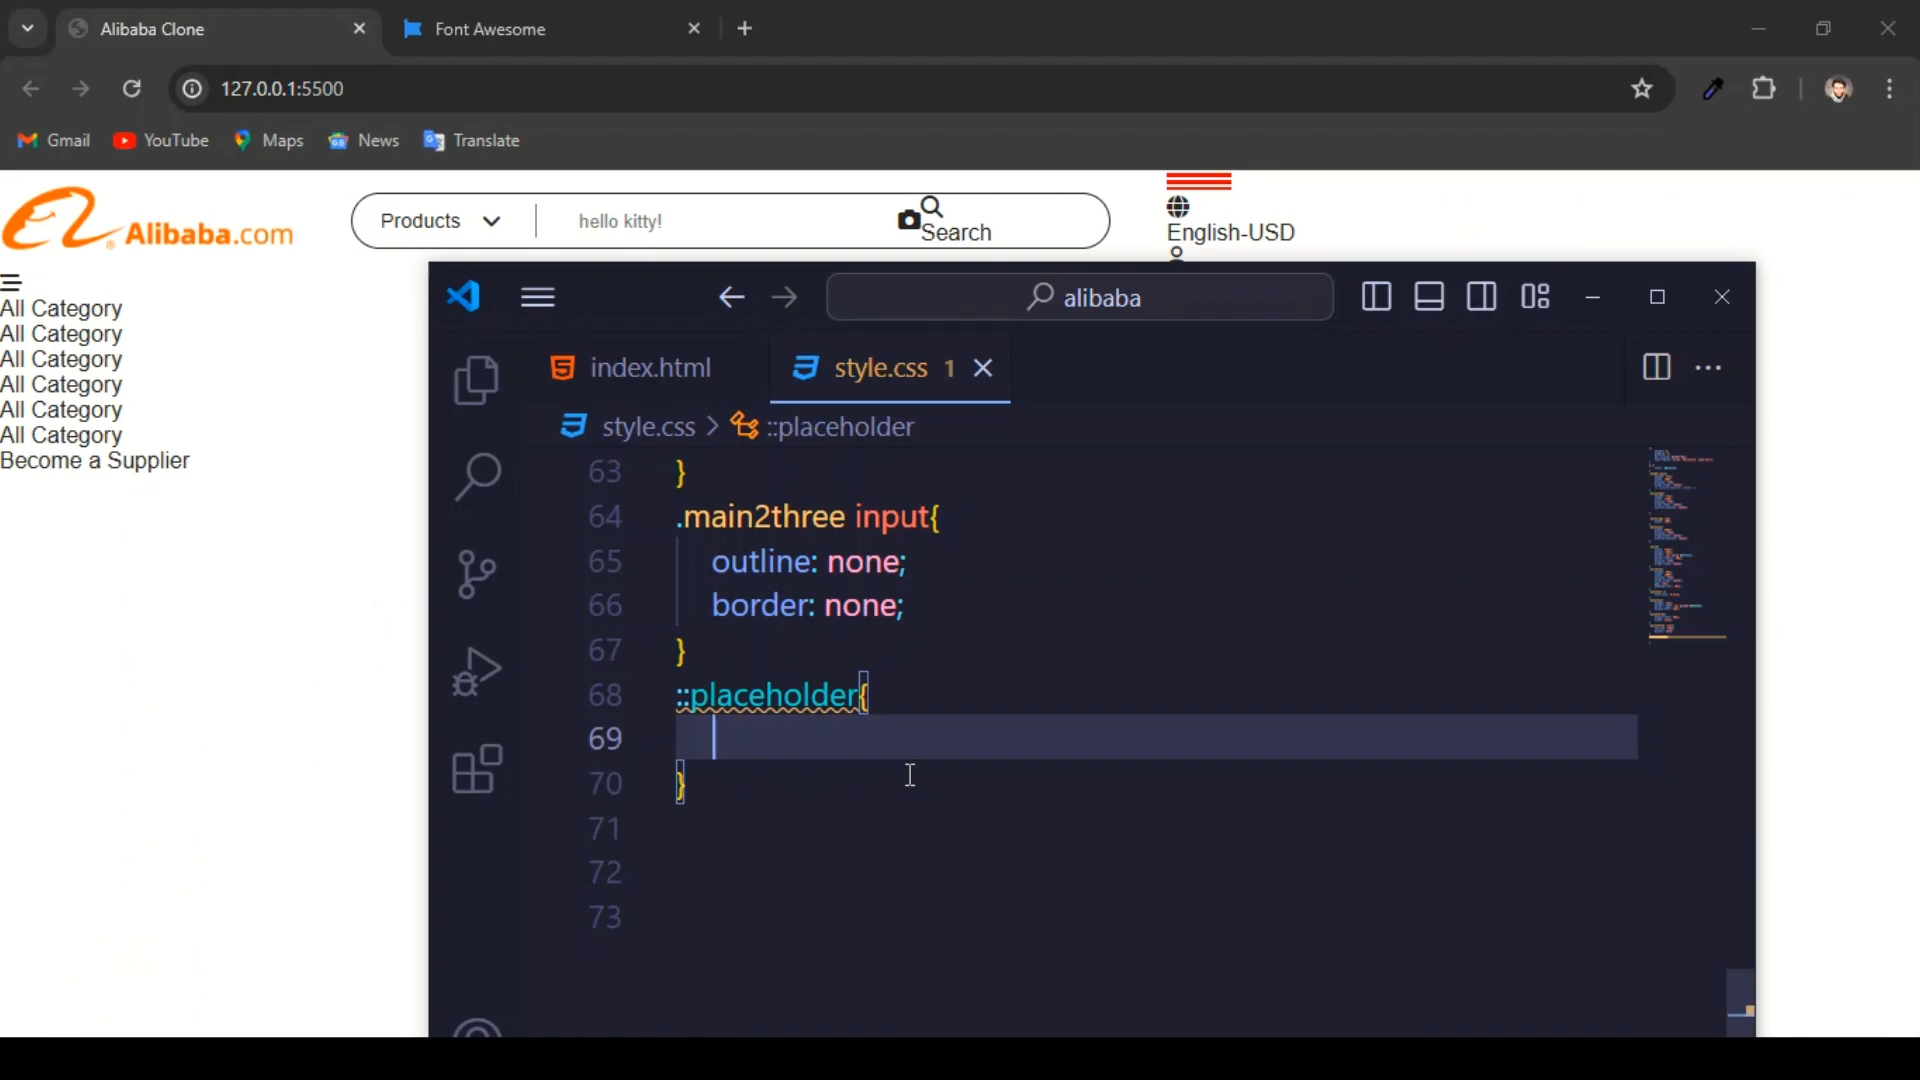 Alibaba Clone
Font Awesome
127.0.0.1:5500
Gmail YouTube Maps News Translate
Alibaba.com
Products
hello kitty!
Search
English-USD
All Category
All Category
All Category
All Category
All Category
All Category
Become a Supplier
alibaba
index.html
style.css 1
style.css > ::placeholder
63 }
64 .main2three input{
65 outline: none;
66 border: none;
67 }
68 ::placeholder{
69
70 }
71
72
73